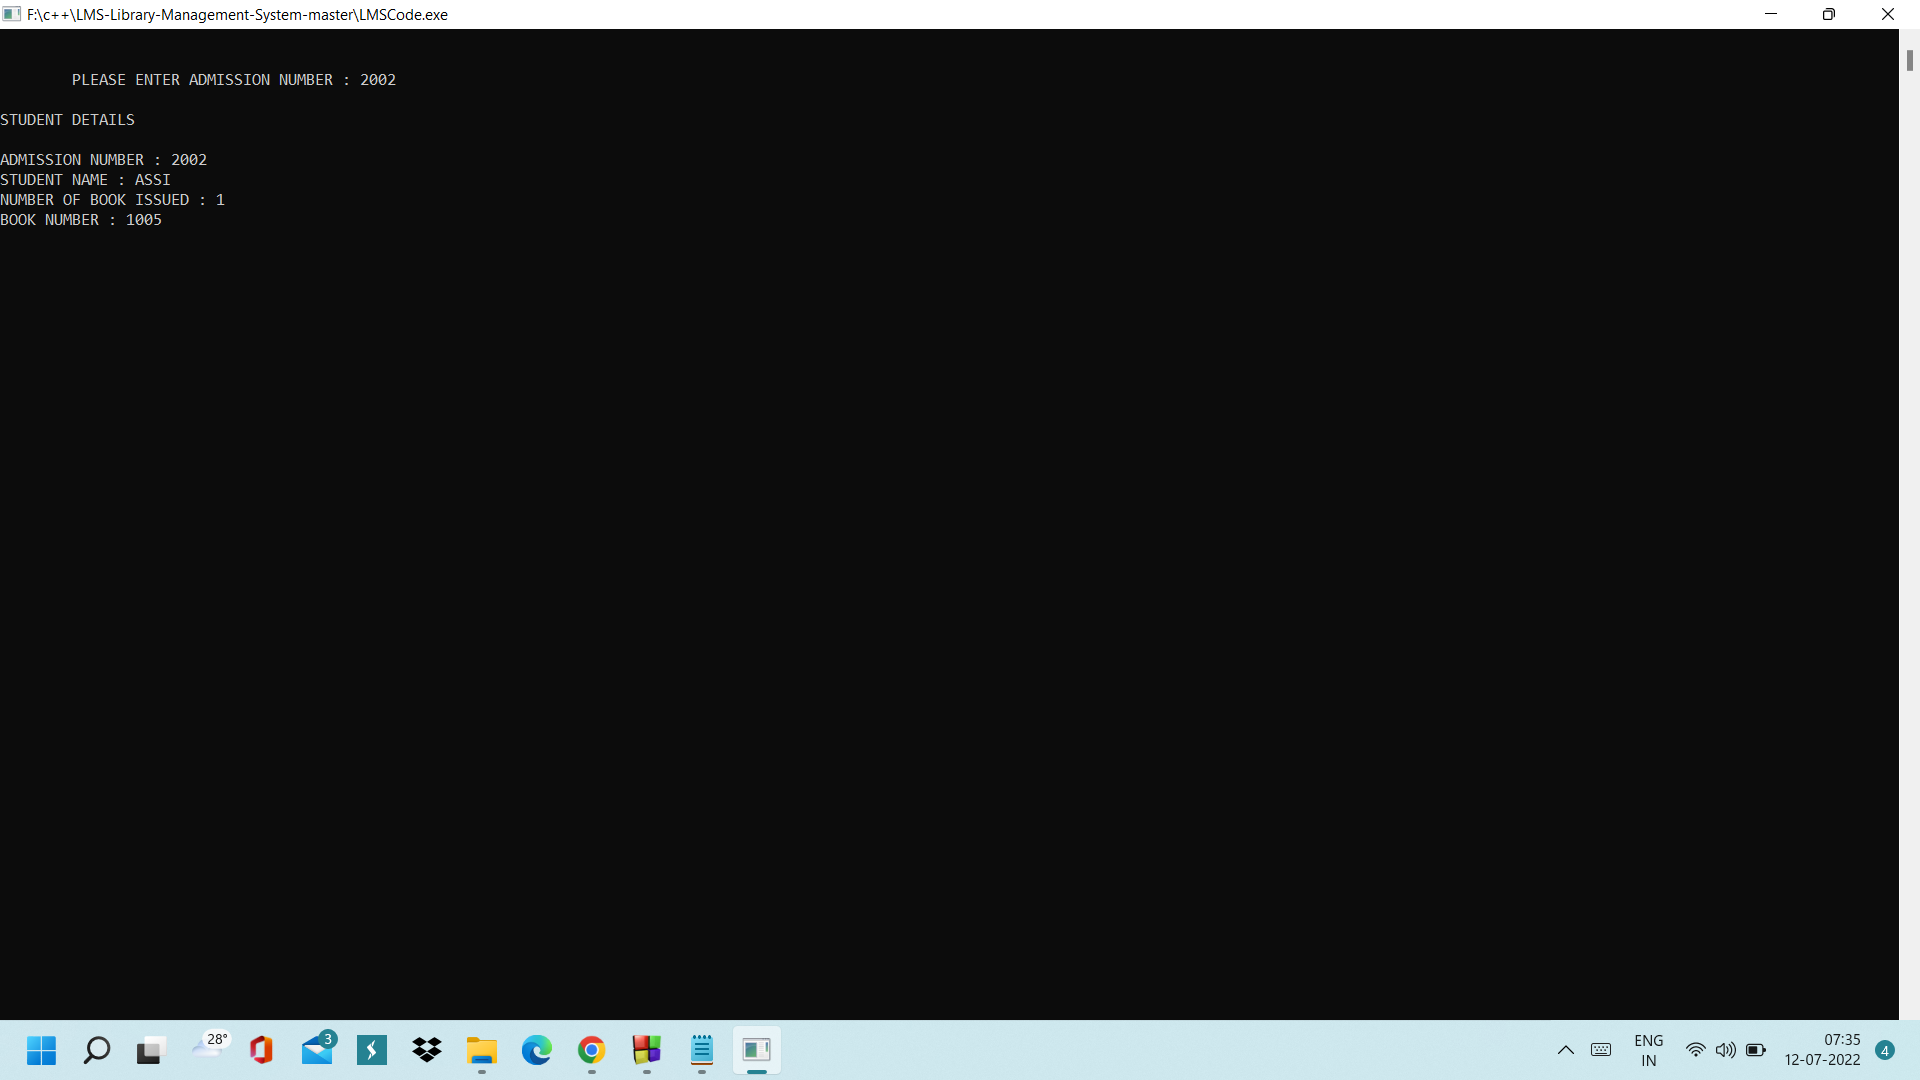 F:\c++\LMS-Library-Management-System-master\LMSCode.exe
PLEASE ENTER ADMISSION NUMBER : 2002
STUDENT DETAILS
ADMISSION NUMBER : 2002
STUDENT NAME : ASSI
NUMBER OF BOOK ISSUED : 1
BOOK NUMBER : 1005
28°
3
ENG
IN
07:35
12-07-2022
4